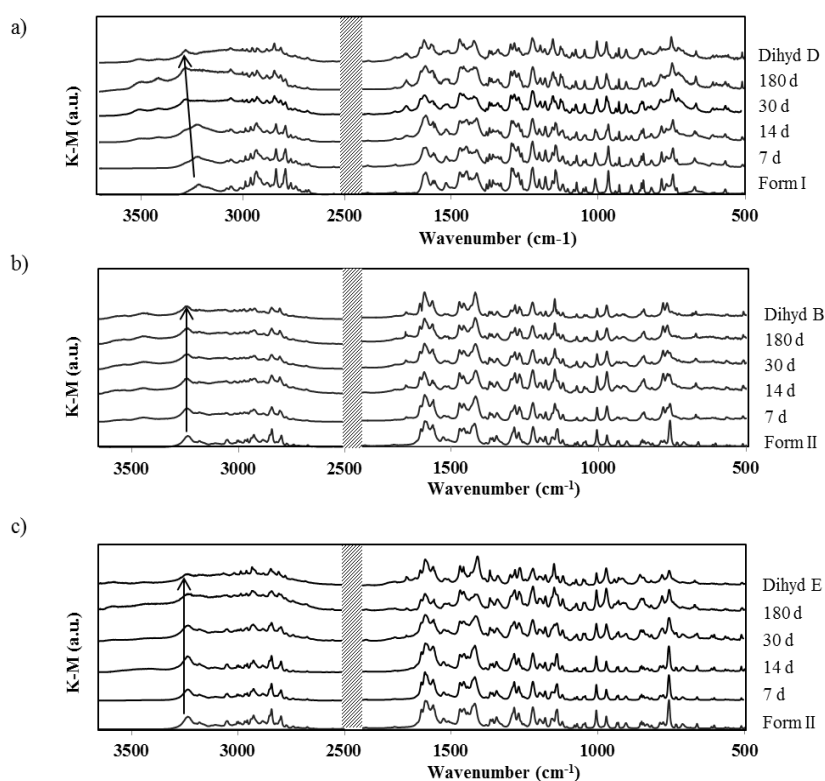 a)
K-M (a.u.)
Dihyd D
180 d
30 d
14 d
7 d
Form I
3500 3000 2500 1500 1000 500
Wavenumber (cm-1)
b)
K-M (a.u.)
Dihyd B
180 d
30 d
14 d
7 d
Form II
3500 3000 2500 1500 1000 500
Wavenumber (cm⁻¹)
c)
K-M (a.u.)
Dihyd E
180 d
30 d
14 d
7 d
Form II
3500 3000 2500 1500 1000 500
Wavenumber (cm⁻¹)